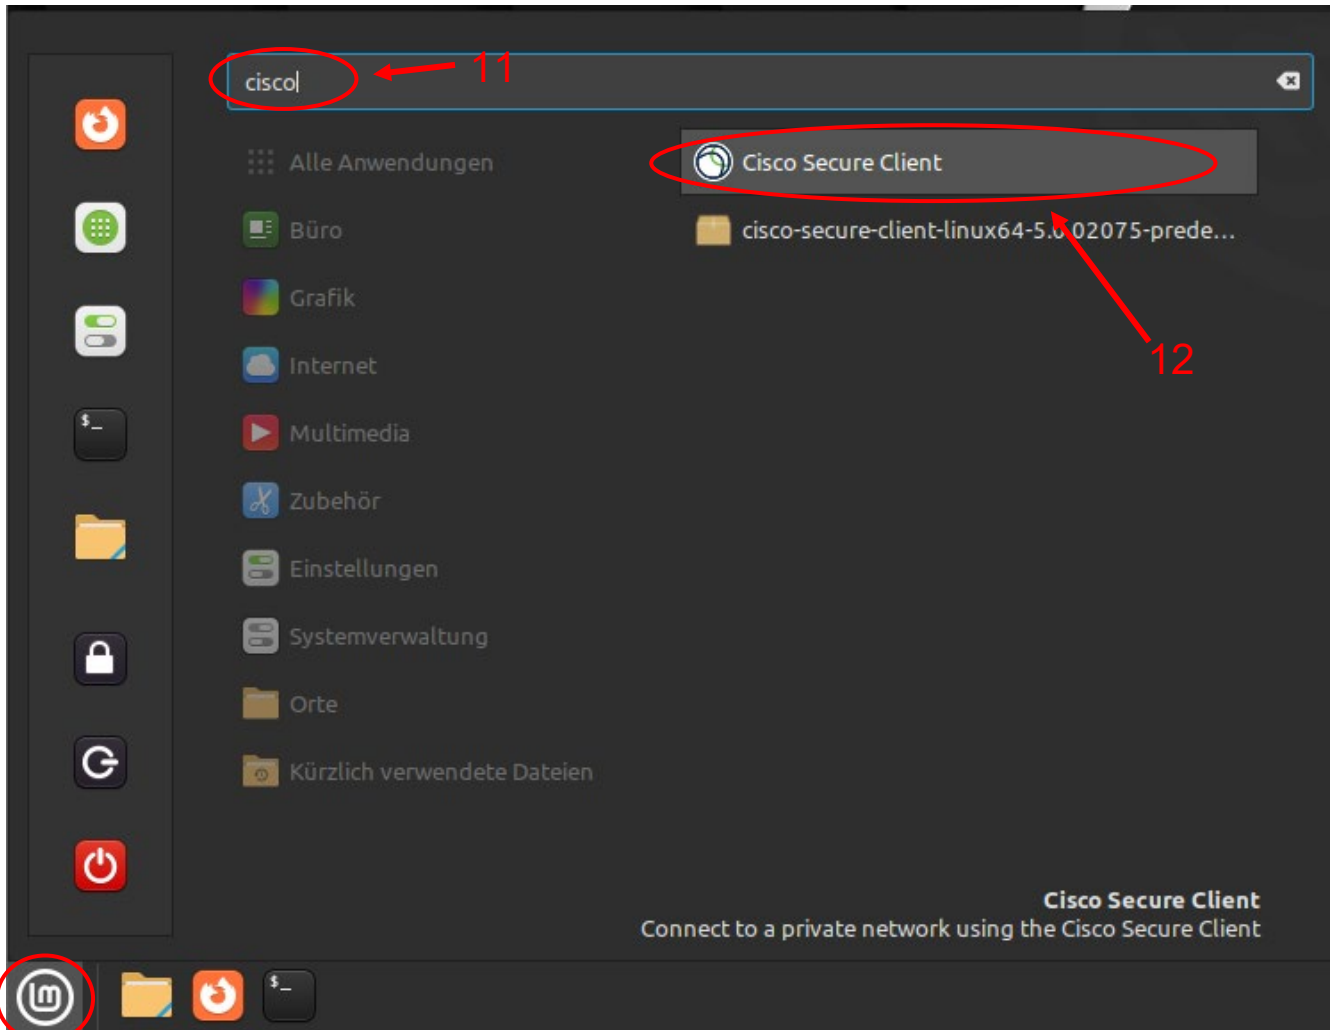 cisco
11
Alle Anwendungen
Cisco Secure Client
Büro
cisco-secure-client-linux64-5.0.02075-prede...
Grafik
12
Internet
$_
Multimedia
Zubehör
Einstellungen
Systemverwaltung
Orte
Kürzlich verwendete Dateien
Cisco Secure Client
Connect to a private network using the Cisco Secure Client
$_